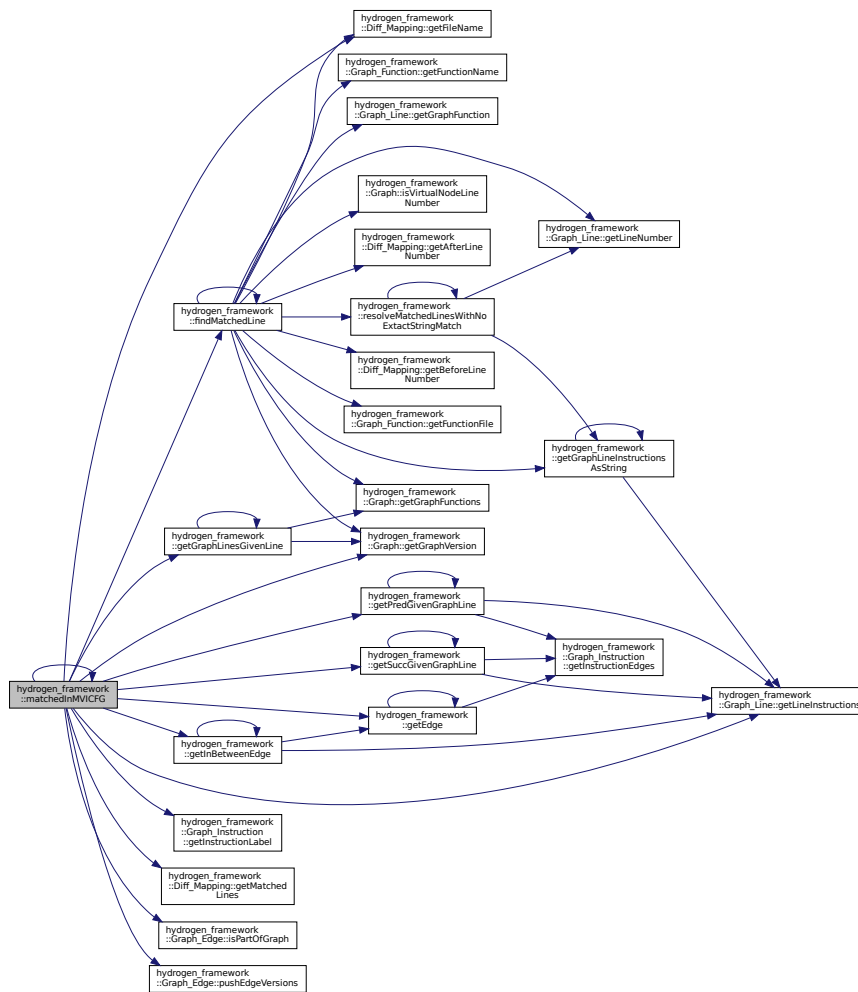 hydrogen_framework
::Diff_Mapping::getFileName
hydrogen_framework
::Graph_Function::getFunctionName
hydrogen_framework
::Graph_Line::getGraphFunction
hydrogen_framework
::Graph::isVirtualNodeLine
Number
hydrogen_framework
::Graph_Line::getLineNumber
hydrogen_framework
::Diff_Mapping::getAfterLine
Number
hydrogen_framework
::findMatchedLine
hydrogen_framework
::resolveMatchedLinesWithNo
ExtactStringMatch
hydrogen_framework
::Diff_Mapping::getBeforeLine
Number
hydrogen_framework
::Graph_Function::getFunctionFile
hydrogen_framework
::getGraphLineInstructions
AsString
hydrogen_framework
::Graph::getGraphFunctions
hydrogen_framework
::getGraphLinesGivenLine
hydrogen_framework
::Graph::getGraphVersion
hydrogen_framework
::getPredGivenGraphLine
hydrogen_framework
::getSuccGivenGraphLine
hydrogen_framework
::Graph_Instruction
::getInstructionEdges
hydrogen_framework
::matchedInMVICFG
hydrogen_framework
::Graph_Line::getLineInstructions
hydrogen_framework
::getEdge
hydrogen_framework
::getInBetweenEdge
hydrogen_framework
::Graph_Instruction
::getInstructionLabel
hydrogen_framework
::Diff_Mapping::getMatched
Lines
hydrogen_framework
::Graph_Edge::isPartOfGraph
hydrogen_framework
::Graph_Edge::pushEdgeVersions